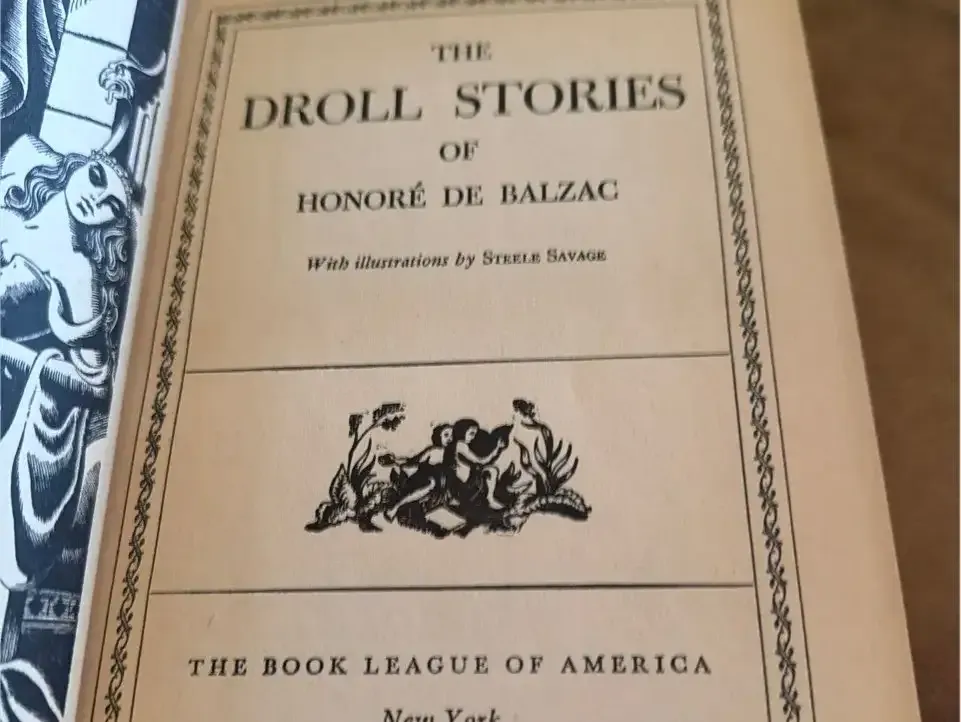 THE
DROLL STORIES
OF
HONORÉ DE BALZAC
With illustrations by STEELE SAVAGE
THE BOOK LEAGUE OF AMERICA
New York